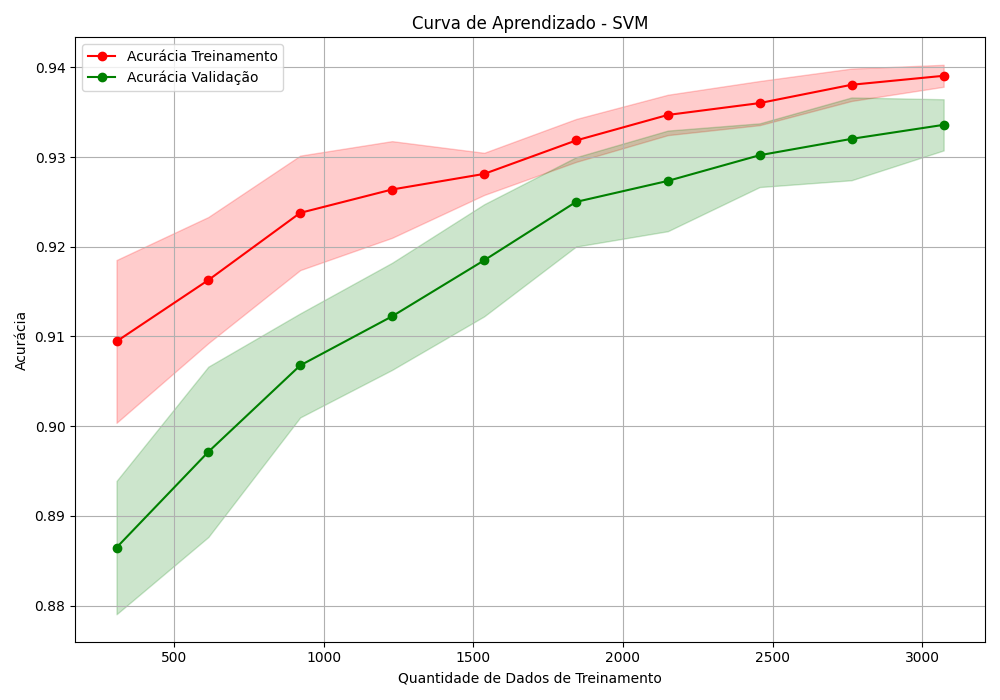 Curva de Aprendizado - SVM
Acurácia Treinamento
Acurácia Validação
0.94
0.93
0.92
0.91
0.90
0.89
0.88
Acurácia
500
1000
1500
2000
2500
3000
Quantidade de Dados de Treinamento